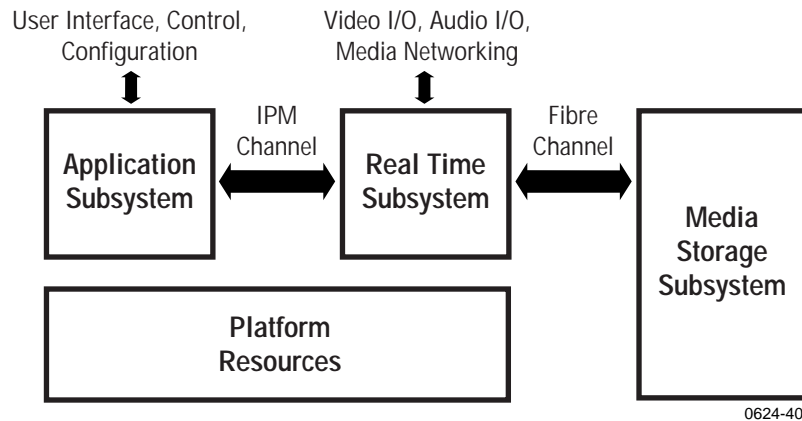 User Interface, Control,
Configuration
Video I/O, Audio I/O,
Media Networking
Application
Subsystem
IPM
Channel
Real Time
Subsystem
Fibre
Channel
Media
Storage
Subsystem
Platform
Resources
0624-40